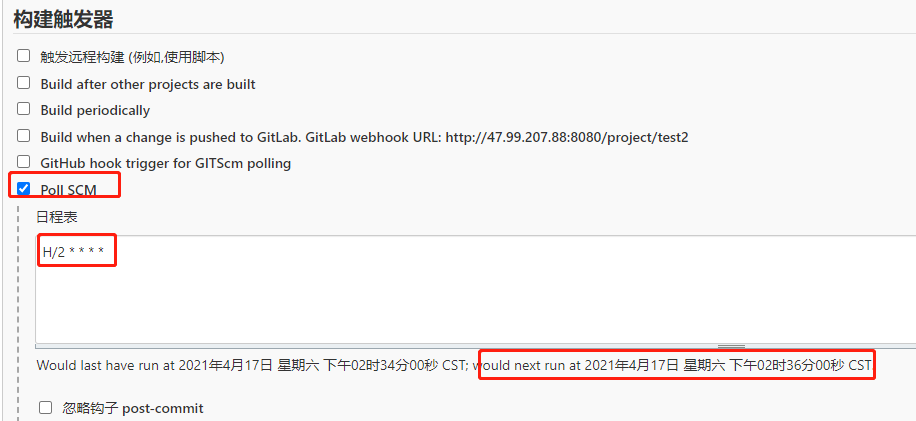 构建触发器
触发远程构建 (例如,使用脚本)
Build after other projects are built
Build periodically
Build when a change is pushed to GitLab. GitLab webhook URL: http://47.99.207.88:8080/project/test2
GitHub hook trigger for GITScm polling
Poll SCM
日程表
H/2 * * * *
Would last have run at 2021年4月17日 星期六 下午02时34分00秒 CST; would next run at 2021年4月17日 星期六 下午02时36分00秒 CST.
忽略钩子 post-commit